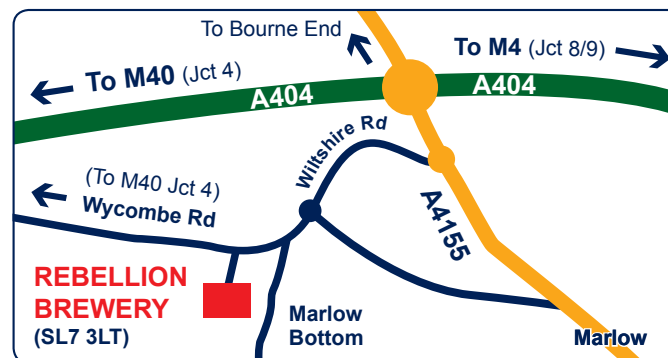 To Bourne End
To M4 (Jct 8/9)
To M40 (Jct 4)
A404
A404
Wiltshire Rd
(To M40 Jct 4)
Wycombe Rd
A4155
REBELLION
BREWERY
(SL7 3LT)
Marlow
Bottom
Marlow